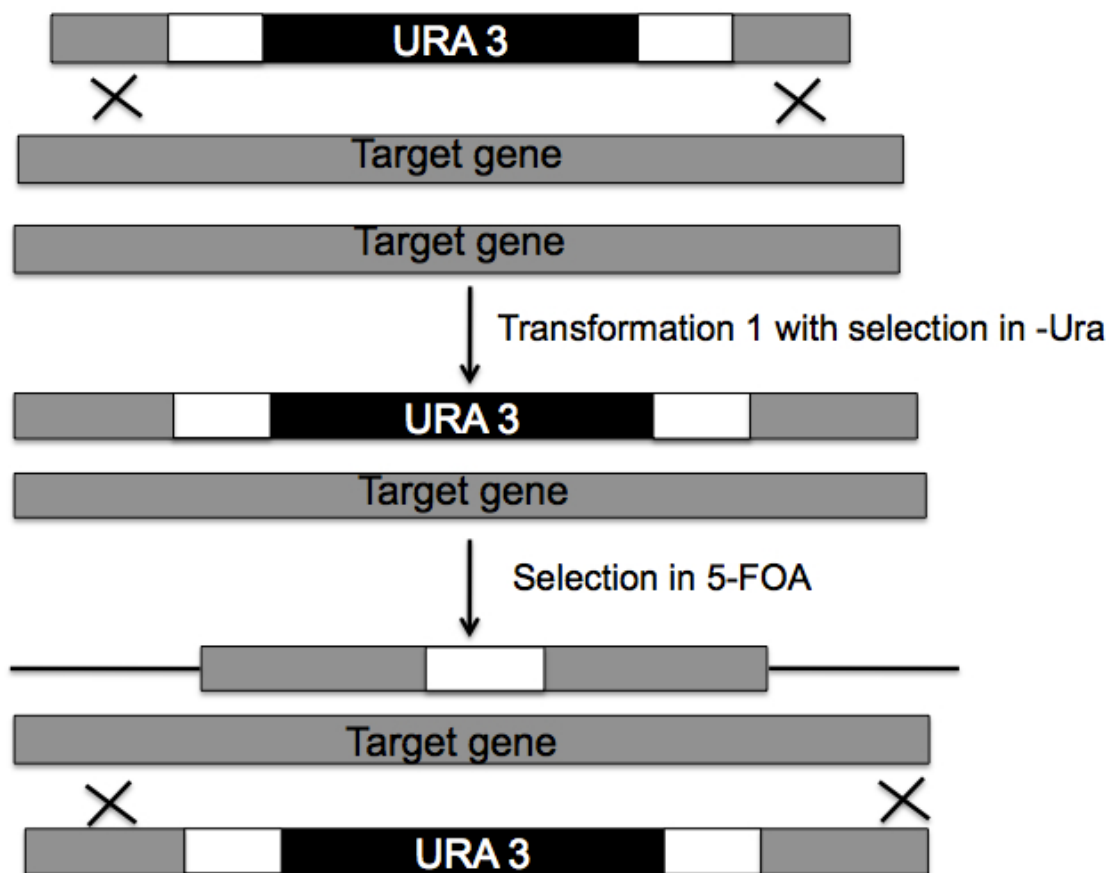 URA 3
Target gene
Target gene
Transformation 1 with selection in -Ura
URA 3
Target gene
Selection in 5-FOA
Target gene
URA 3